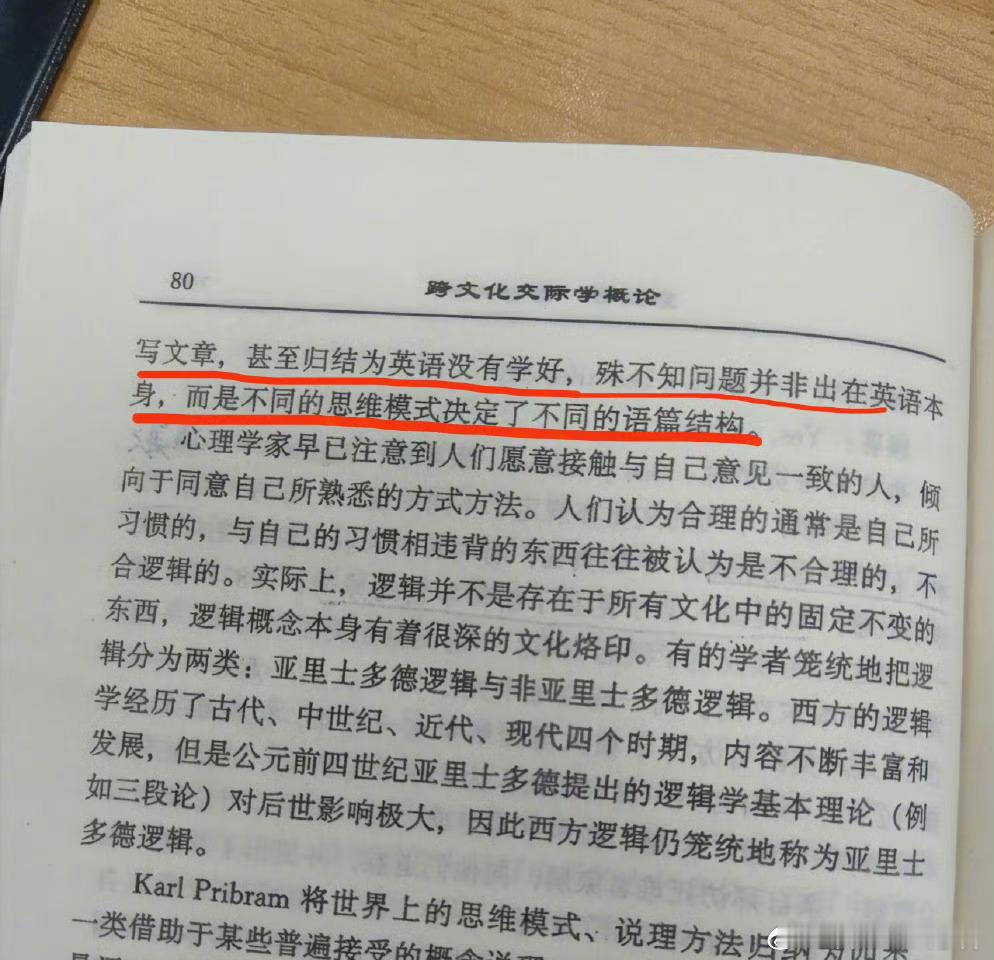 80
跨文化交际学概论
写文章，甚至归结为英语没有学好，殊不知问题并非出在英语本
身，而是不同的思维模式决定了不同的语篇结构。
心理学家早已注意到人们愿意接触与自己意见一致的人，倾
向于同意自己所熟悉的方式方法。人们认为合理的通常是自己所
习惯的，与自己的习惯相违背的东西往往被认为是不合理的，不
合逻辑的。实际上，逻辑并不是存在于所有文化中的固定不变的
东西，逻辑概念本身有着很深的文化烙印。有的学者笼统地把逻
辑分为两类：亚里士多德逻辑与非亚里士多德逻辑。西方的逻辑
学经历了古代、中世纪、近代、现代四个时期，内容不断丰富和
发展，但是公元前四世纪亚里士多德提出的逻辑学基本理论（例
如三段论）对后世影响极大，因此西方逻辑仍笼统地称为亚里士
多德逻辑。
Karl Pribram 将世界上的思维模式、说理方法归纳为四
一类借助于某些普遍接受的概念说理